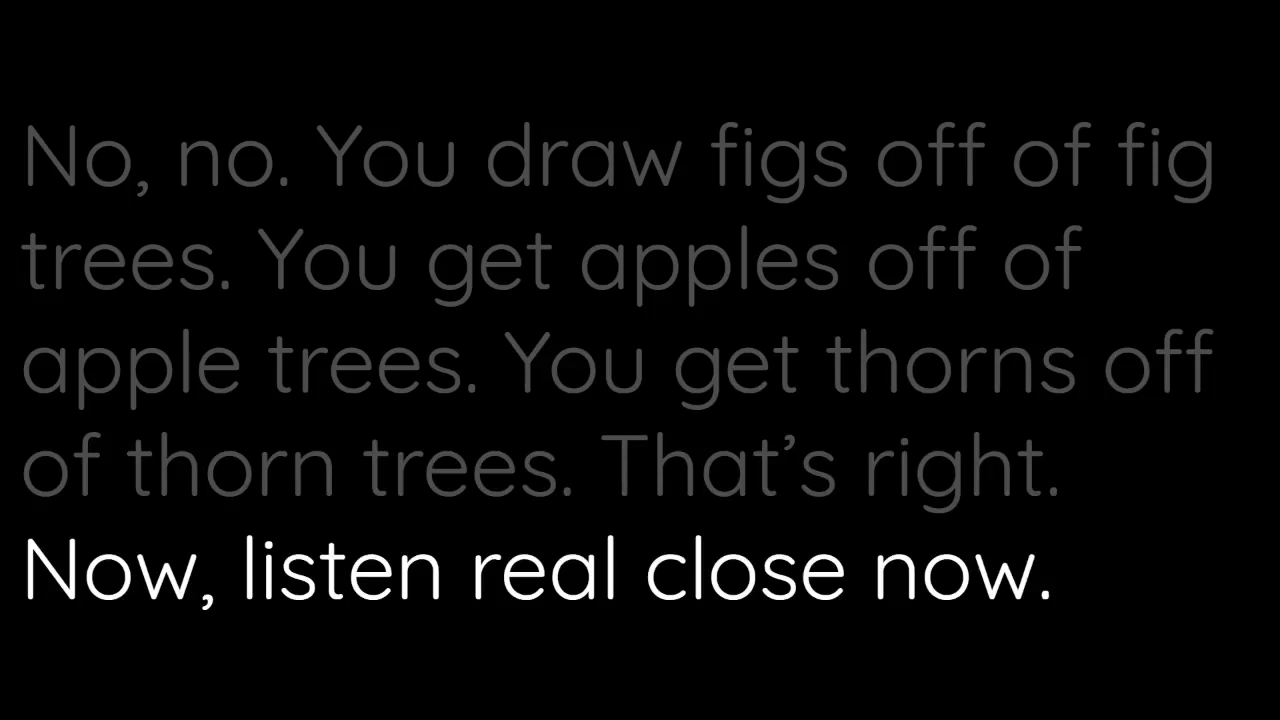 No, no. You draw figs off of fig
trees. You get apples off of
apple trees. You get thorns off
of thorn trees. That’s right.
Now, listen real close now.